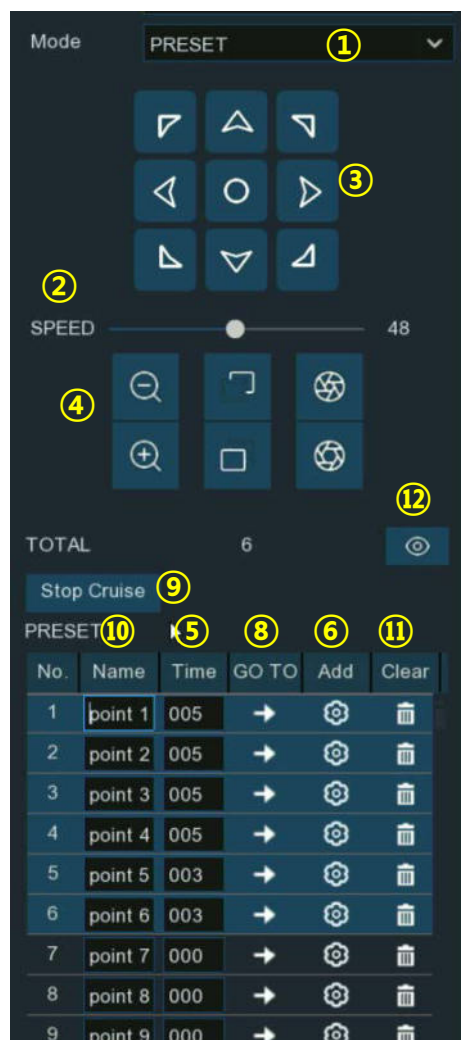 Mode PRESET ①
③
②
SPEED 48
④
⑫
TOTAL 6
Stop Cruise ⑨
PRESET ⑩ ⑤ ⑧ ⑥ ⑪
No. Name Time GO TO Add Clear
1 point 1 005
2 point 2 005
3 point 3 005
4 point 4 005
5 point 5 003
6 point 6 003
7 point 7 000
8 point 8 000
9 point 9 000